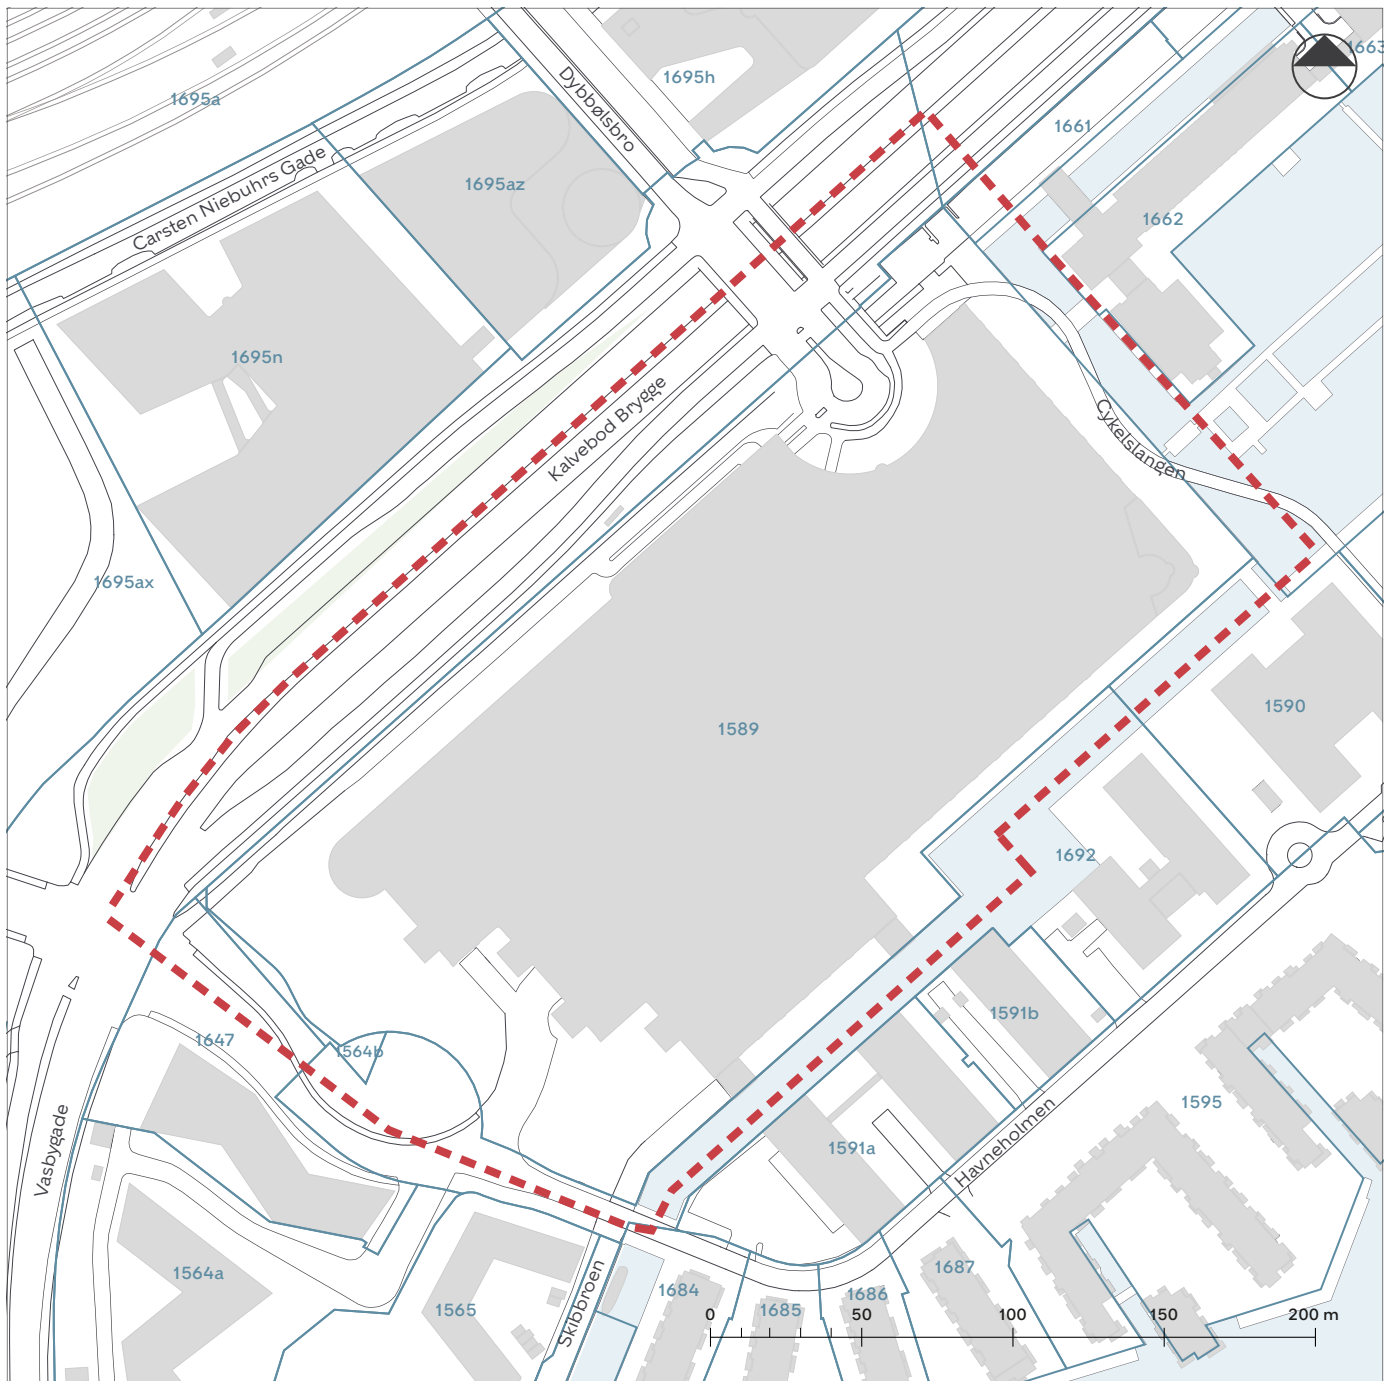 1663
1695h
1695a
Dybbølsbro
1661
Carsten Niebuhrs Gade
1695az
1662
1695n
Kalvebod Brygge
Cykelslangen
1695ax
1590
1589
1692
1591b
1647
1564b
1595
Vasbygade
1591a
Havneholmen
1564a
1687
1684
1686
1565
1685
Skibbroen
0 50 100 150 200 m